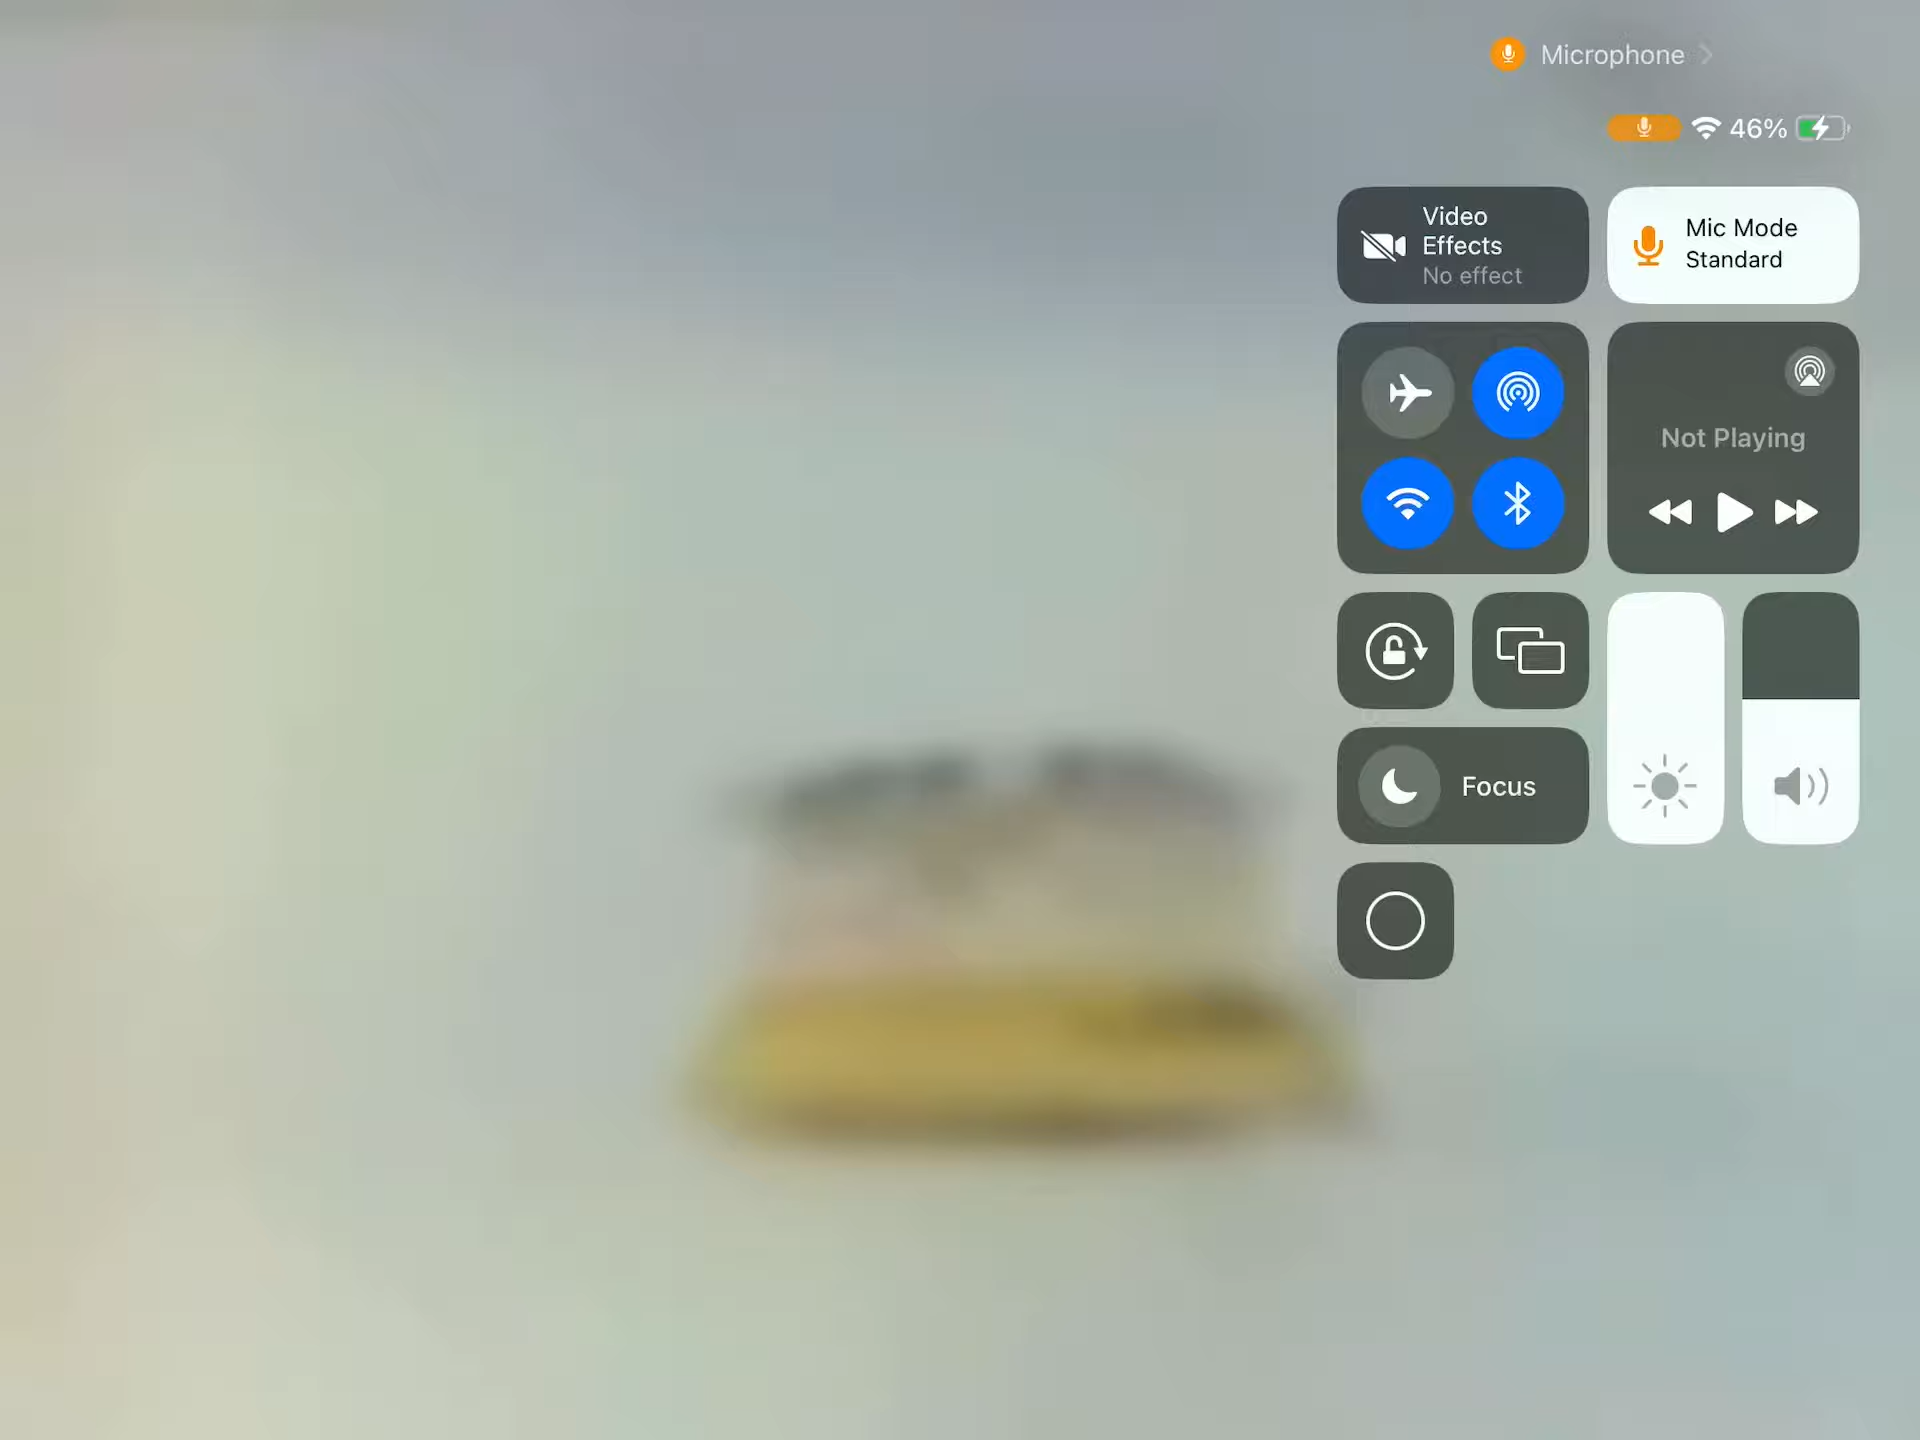 Microphone
46%
Video
Effects
No effect
Mic Mode
Standard
Not Playing
Focus